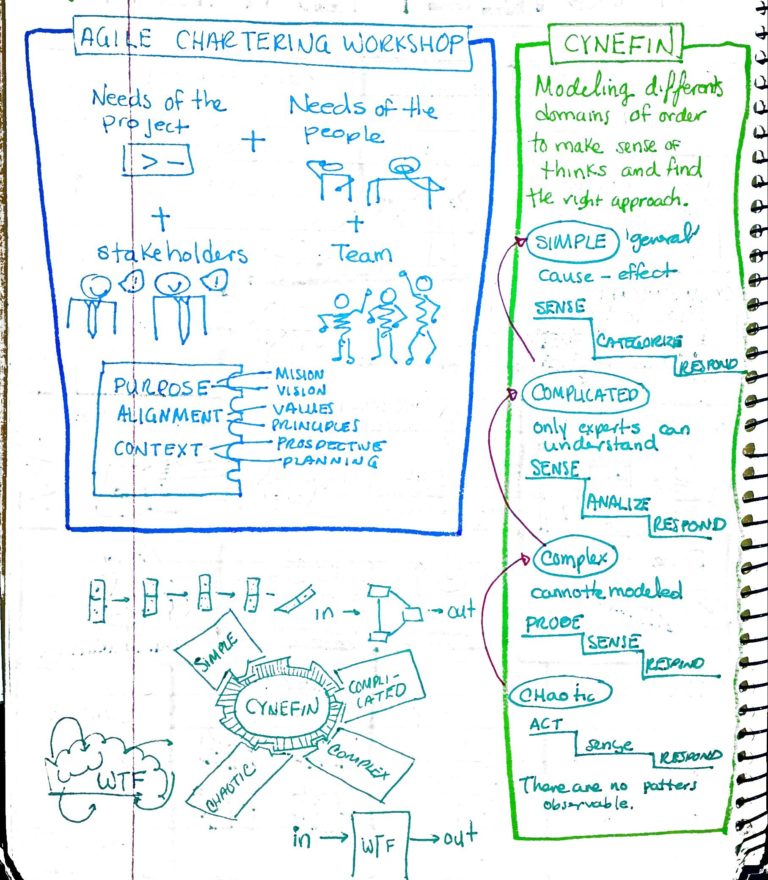 AGILE CHARTERING WORKSHOP
Needs of the
project
> -
+
Needs of the
people
+
+
Stakeholders
Team
!
!
PURPOSE
ALIGNMENT
CONTEXT
MISION
VISION
VALUES
PRINCIPLES
PROSPECTIVE
PLANNING
CYNEFIN
Modeling differents
domains of order
to make sense of
thinks and find
the right approach.
SIMPLE 'general'
cause - effect
SENSE
CATEGORIZE
RESPOND
COMPLICATED
only experts can
understand
SENSE
ANALIZE
RESPOND
Complex
cannot be modeled
PROBE
SENSE
RESPOND
CHaotic
ACT
sense
RESPOND
There are no patters
observable.
in → → out
SIMPLE
COMPLI-
CATED
CYNEFIN
CHAOTIC
COMPLEX
WTF
in → WTF → out